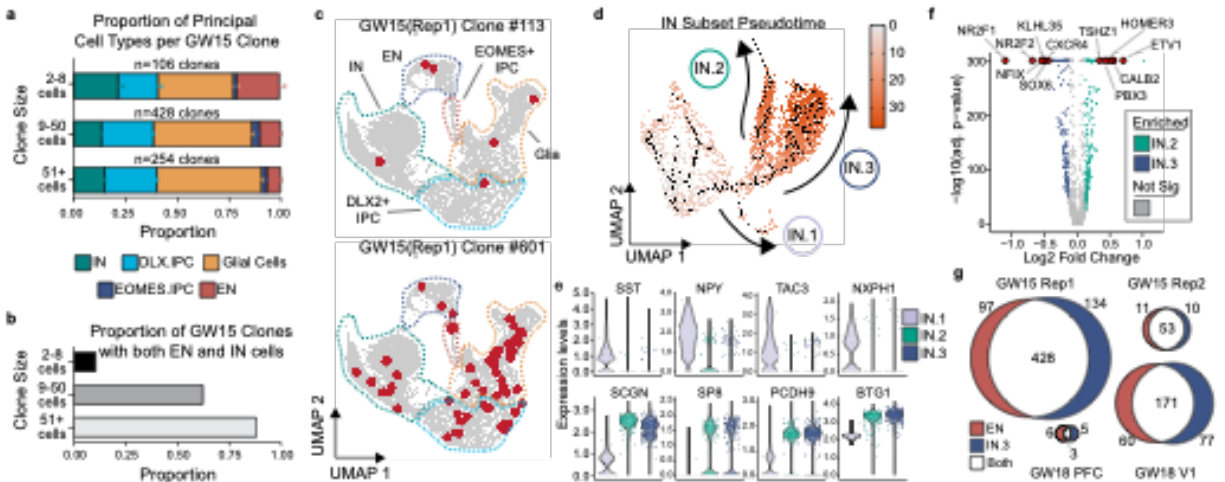 a
Proportion of Principal
Cell Types per GW15 Clone
n=106 clones
2-8
cells
n=428 clones
9-50
cells
n=254 clones
51+
cells
Clone Size
0.00 0.25 0.50 0.75 1.00
Proportion
IN DLX.IPC Glial Cells
EOMES.IPC EN
b
Proportion of GW15 Clones
with both EN and IN cells
2-8
cells
9-50
cells
51+
cells
Clone Size
0.00 0.25 0.50 0.75 1.00
Proportion
c
GW15(Rep1) Clone #113
EN
EOMES+
IPC
IN
Glia
DLX2+
IPC
GW15(Rep1) Clone #601
UMAP 2
UMAP 1
d
IN Subset Pseudotime
0
10
20
30
IN.2
IN.3
IN.1
UMAP 2
UMAP 1
e
SST NPY TAC3 NXPH1
SCGN SP8 PCDH9 BTG1
Expression levels
IN.1
IN.2
IN.3
f
KLHL35 HOMER3
NR2F1 TSHZ1
NR2F2 CXCR4 ETV1
NFIX CALB2
SOX6 PBX3
300
200
100
0
−log10(adj. p=value)
-1.0 -0.5 0.0 0.5 1.0
Log2 Fold Change
Enriched
IN.2
IN.3
Not Sig
g
GW15 Rep1 GW15 Rep2
97 134 11 10
428 53
171
6 5
3
60 77
EN
IN.3
Both
GW18 PFC GW18 V1